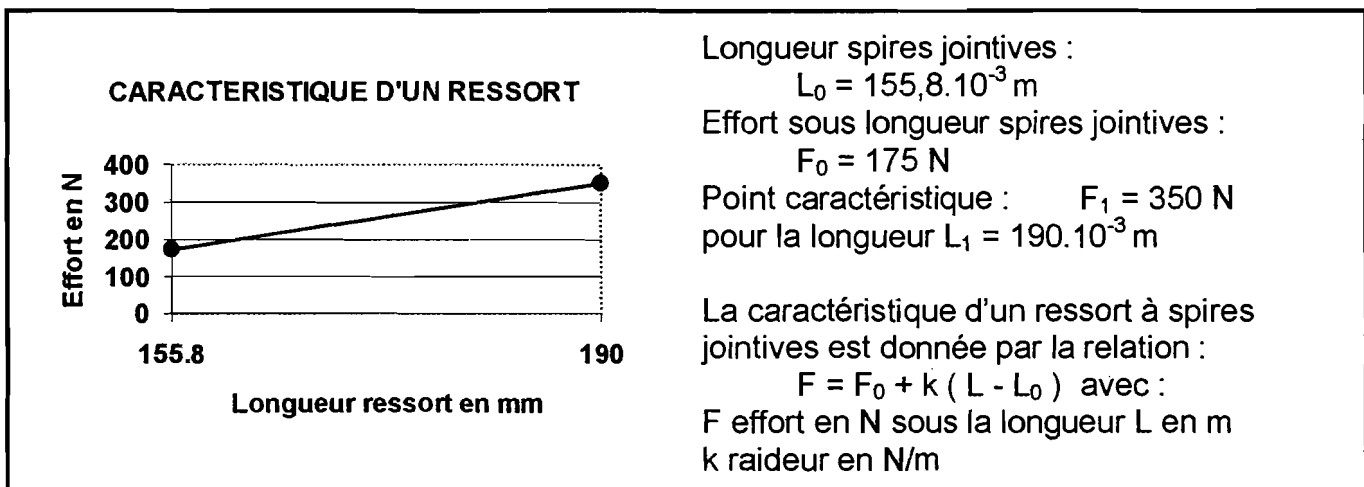 CARACTERISTIQUE D'UN RESSORT
Effort en N
400
300
200
100
0
155.8
190
Longueur ressort en mm
Longueur spires jointives :
L₀ = 155,8.10⁻³ m
Effort sous longueur spires jointives :
F₀ = 175 N
Point caractéristique : F₁ = 350 N
pour la longueur L₁ = 190.10⁻³ m
La caractéristique d'un ressort à spires
jointives est donnée par la relation :
F = F₀ + k ( L - L₀ ) avec :
F effort en N sous la longueur L en m
k raideur en N/m